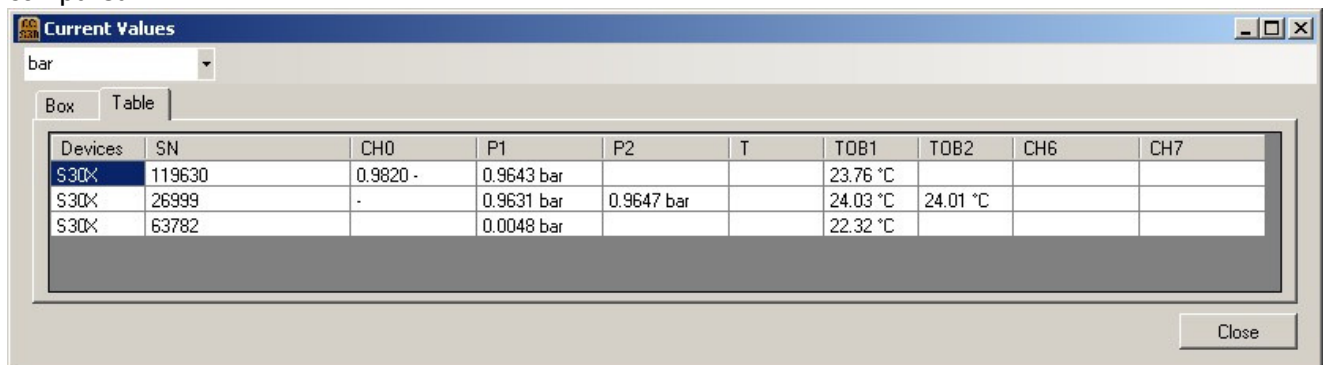 Current Values
bar
Box Table
Devices SN CH0 P1 P2 T TOB1 TOB2 CH6 CH7
S30X 119630 0.9820 - 0.9643 bar 23.76 °C
S30X 26999 - 0.9631 bar 0.9647 bar 24.03 °C 24.01 °C
S30X 63782 0.0048 bar 22.32 °C
Close